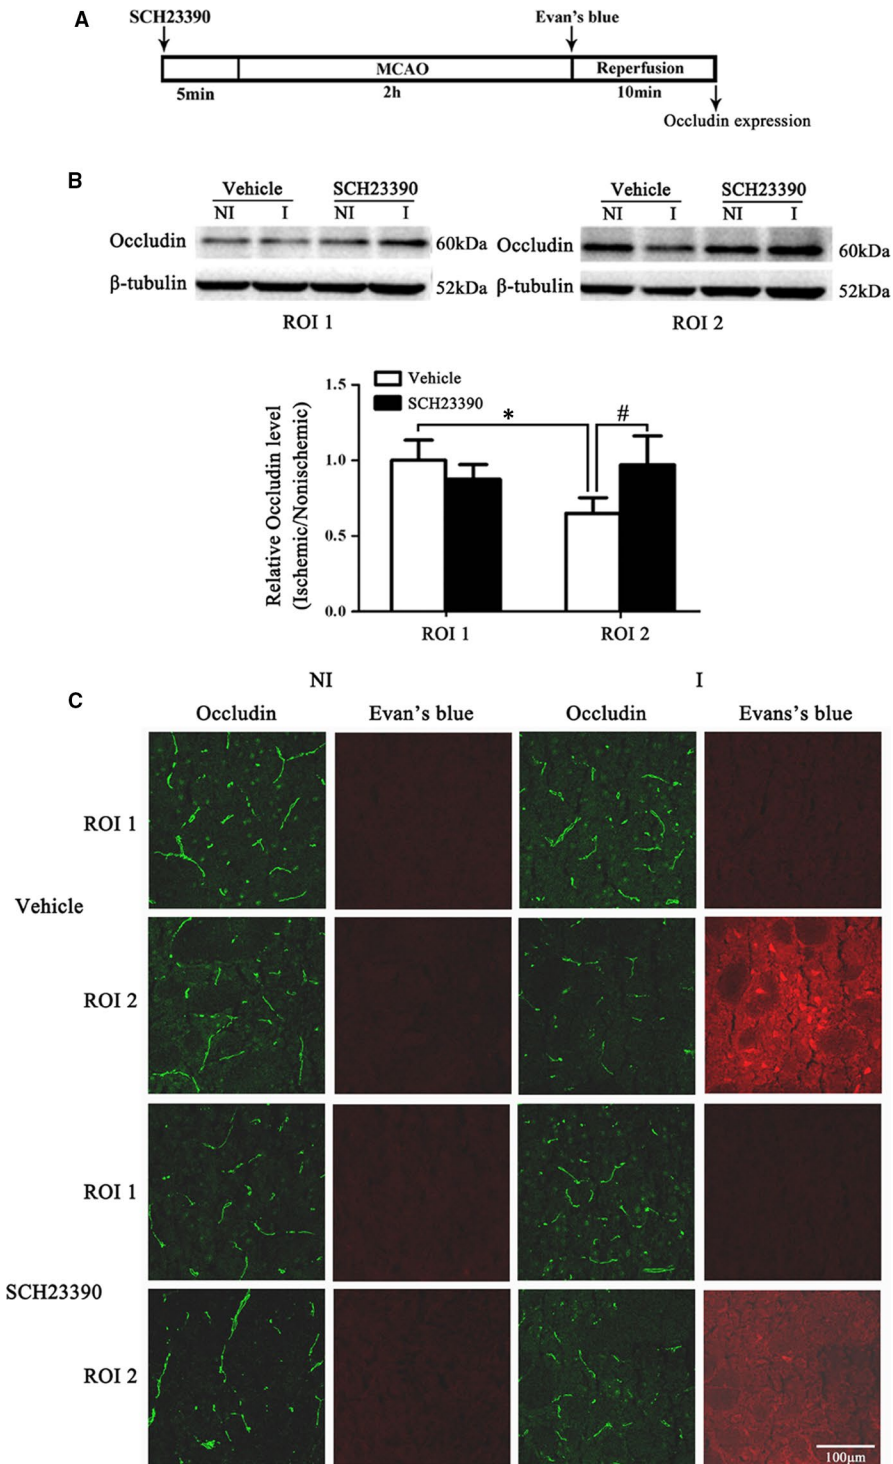 A
SCH23390
Evan's blue
MCAO
Reperfusion
5min
2h
10min
Occludin expression
B
Vehicle
SCH23390
NI
I
NI
I
Occludin
60kDa
β-tubulin
52kDa
ROI 1
Vehicle
SCH23390
NI
I
NI
I
Occludin
60kDa
β-tubulin
52kDa
ROI 2
Relative Occludin level
(Ischemic/Nonischemic)
1.5
1.0
0.5
0.0
Vehicle
SCH23390
*
#
ROI 1
ROI 2
C
NI
I
Occludin
Evan's blue
Occludin
Evans's blue
Vehicle
ROI 1
ROI 2
SCH23390
ROI 1
ROI 2
100μm